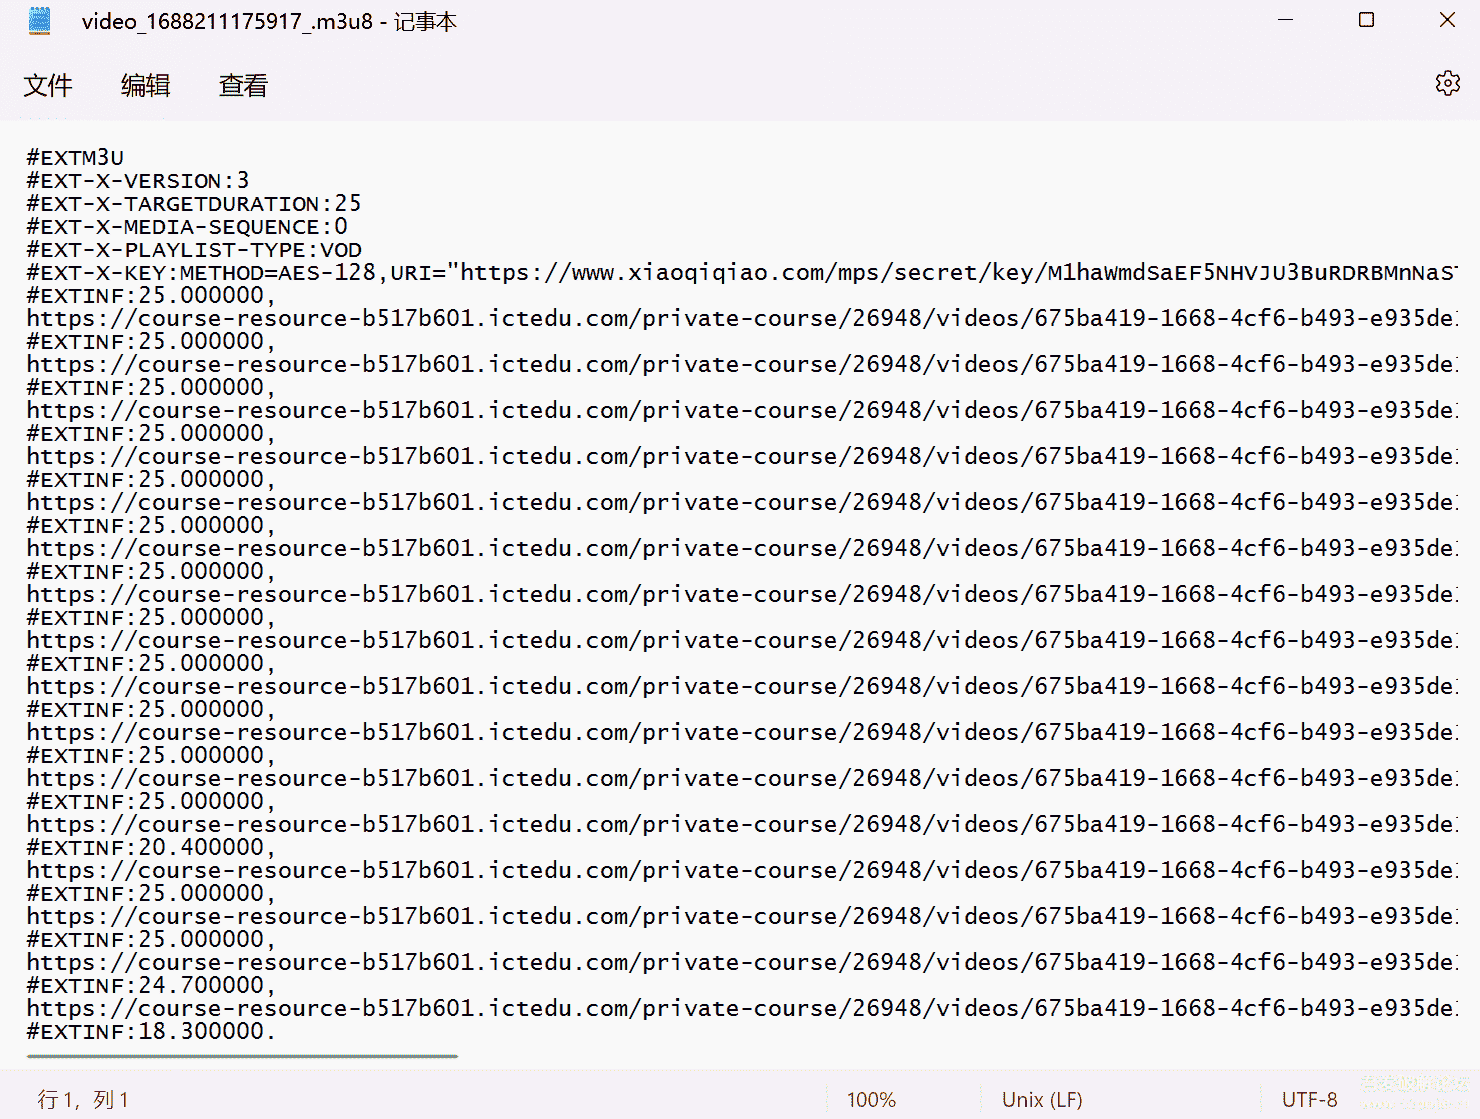 video_1688211175917_.m3u8 - 记事本
文件 编辑 查看
#EXTM3U
#EXT-X-VERSION:3
#EXT-X-TARGETDURATION:25
#EXT-X-MEDIA-SEQUENCE:0
#EXT-X-PLAYLIST-TYPE:VOD
#EXT-X-KEY:METHOD=AES-128,URI="https://www.xiaoqiqiao.com/mps/secret/key/M1haWmdSaEF5NHVJU3BuRDRBMnNaS
#EXTINF:25.000000,
https://course-resource-b517b601.ictedu.com/private-course/26948/videos/675ba419-1668-4cf6-b493-e935de
#EXTINF:25.000000,
https://course-resource-b517b601.ictedu.com/private-course/26948/videos/675ba419-1668-4cf6-b493-e935de
#EXTINF:25.000000,
https://course-resource-b517b601.ictedu.com/private-course/26948/videos/675ba419-1668-4cf6-b493-e935de
#EXTINF:25.000000,
https://course-resource-b517b601.ictedu.com/private-course/26948/videos/675ba419-1668-4cf6-b493-e935de
#EXTINF:25.000000,
https://course-resource-b517b601.ictedu.com/private-course/26948/videos/675ba419-1668-4cf6-b493-e935de
#EXTINF:25.000000,
https://course-resource-b517b601.ictedu.com/private-course/26948/videos/675ba419-1668-4cf6-b493-e935de
#EXTINF:25.000000,
https://course-resource-b517b601.ictedu.com/private-course/26948/videos/675ba419-1668-4cf6-b493-e935de
#EXTINF:25.000000,
https://course-resource-b517b601.ictedu.com/private-course/26948/videos/675ba419-1668-4cf6-b493-e935de
#EXTINF:25.000000,
https://course-resource-b517b601.ictedu.com/private-course/26948/videos/675ba419-1668-4cf6-b493-e935de
#EXTINF:25.000000,
https://course-resource-b517b601.ictedu.com/private-course/26948/videos/675ba419-1668-4cf6-b493-e935de
#EXTINF:25.000000,
https://course-resource-b517b601.ictedu.com/private-course/26948/videos/675ba419-1668-4cf6-b493-e935de
#EXTINF:25.000000,
https://course-resource-b517b601.ictedu.com/private-course/26948/videos/675ba419-1668-4cf6-b493-e935de
#EXTINF:20.400000,
https://course-resource-b517b601.ictedu.com/private-course/26948/videos/675ba419-1668-4cf6-b493-e935de
#EXTINF:25.000000,
https://course-resource-b517b601.ictedu.com/private-course/26948/videos/675ba419-1668-4cf6-b493-e935de
#EXTINF:25.000000,
https://course-resource-b517b601.ictedu.com/private-course/26948/videos/675ba419-1668-4cf6-b493-e935de
#EXTINF:24.700000,
https://course-resource-b517b601.ictedu.com/private-course/26948/videos/675ba419-1668-4cf6-b493-e935de
#EXTINF:18.300000.
行 1, 列 1 100% Unix (LF) UTF-8